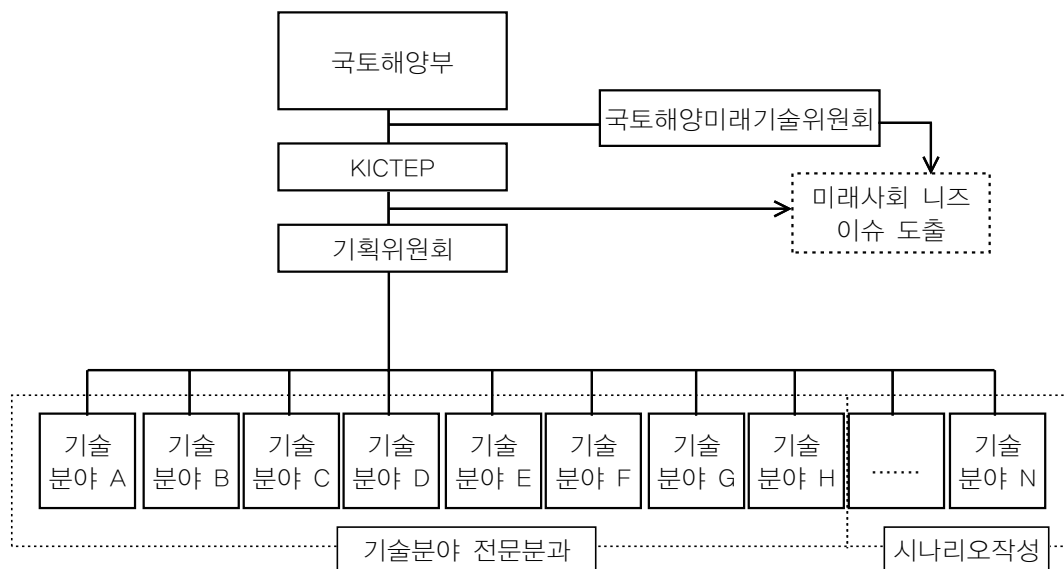 국토해양부
국토해양미래기술위원회
KICTEP
미래사회 니즈
이슈 도출
기획위원회
기술
분야 A
기술
분야 B
기술
분야 C
기술
분야 D
기술
분야 E
기술
분야 F
기술
분야 G
기술
분야 H
.......
기술
분야 N
기술분야 전문분과
시나리오작성